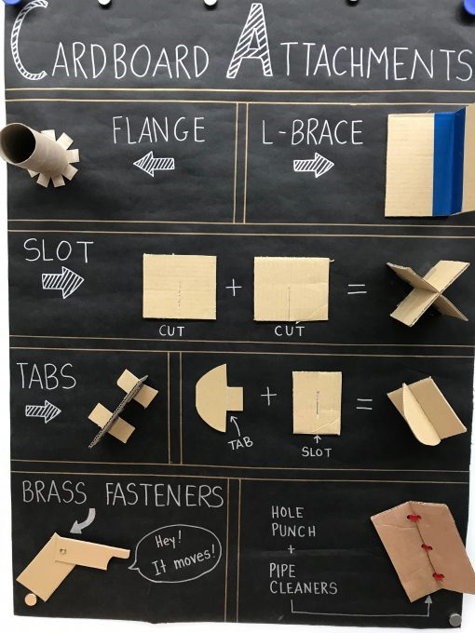 CARDBOARD ATTACHMENTS
FLANGE
L-BRACE
SLOT
+
=
CUT
CUT
TABS
+
=
TAB
SLOT
BRASS FASTENERS
Hey!
It moves!
HOLE
PUNCH
+
PIPE
CLEANERS